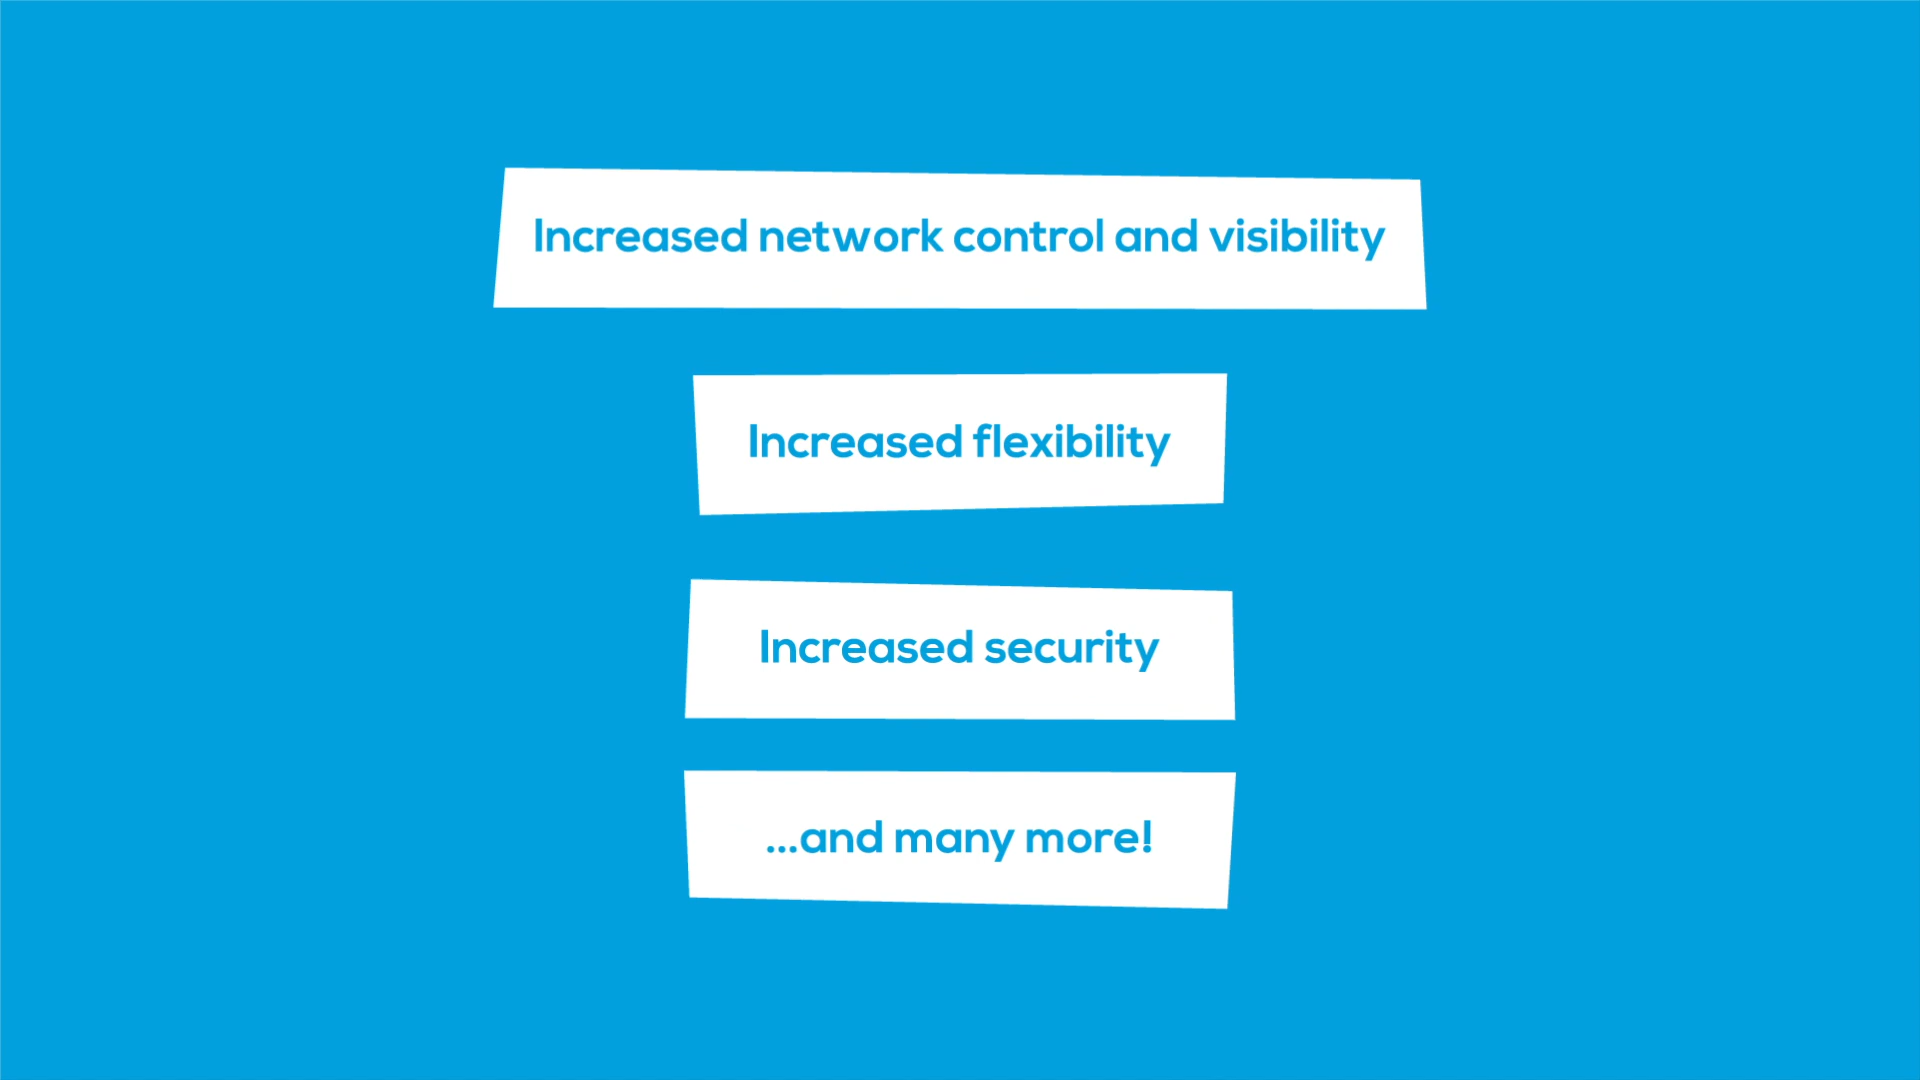 Increased network control and visibility
Increased flexibility
Increased security
...and many more!